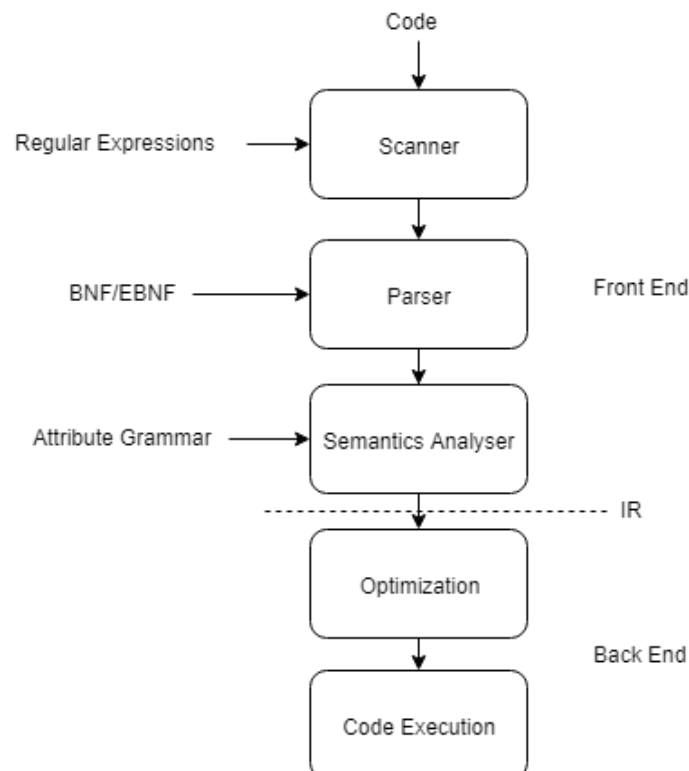 Code
Regular Expressions
Scanner
BNF/EBNF
Parser
Front End
Attribute Grammar
Semantics Analyser
IR
Optimization
Back End
Code Execution